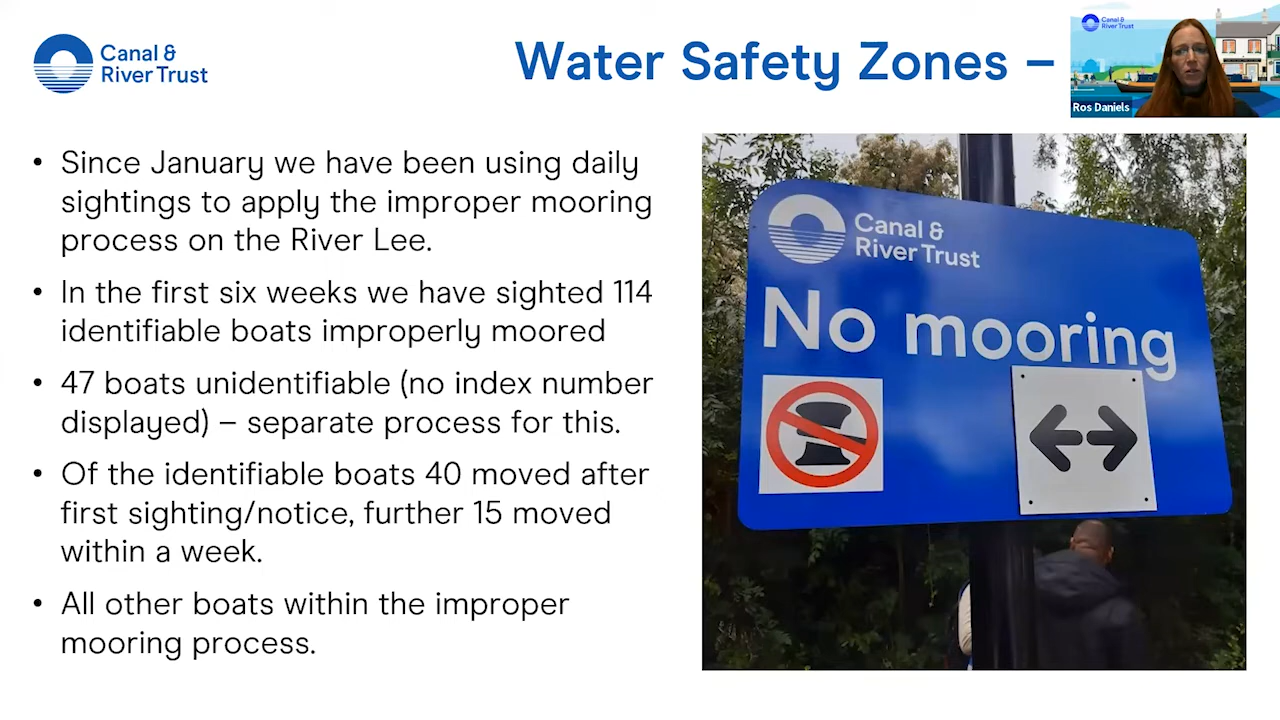 Canal &
River Trust
Water Safety Zones –
Canal &
River Trust
Ros Daniels
• Since January we have been using daily
sightings to apply the improper mooring
process on the River Lee.
• In the first six weeks we have sighted 114
identifiable boats improperly moored
• 47 boats unidentifiable (no index number
displayed) – separate process for this.
• Of the identifiable boats 40 moved after
first sighting/notice, further 15 moved
within a week.
• All other boats within the improper
mooring process.
Canal &
River Trust
No mooring